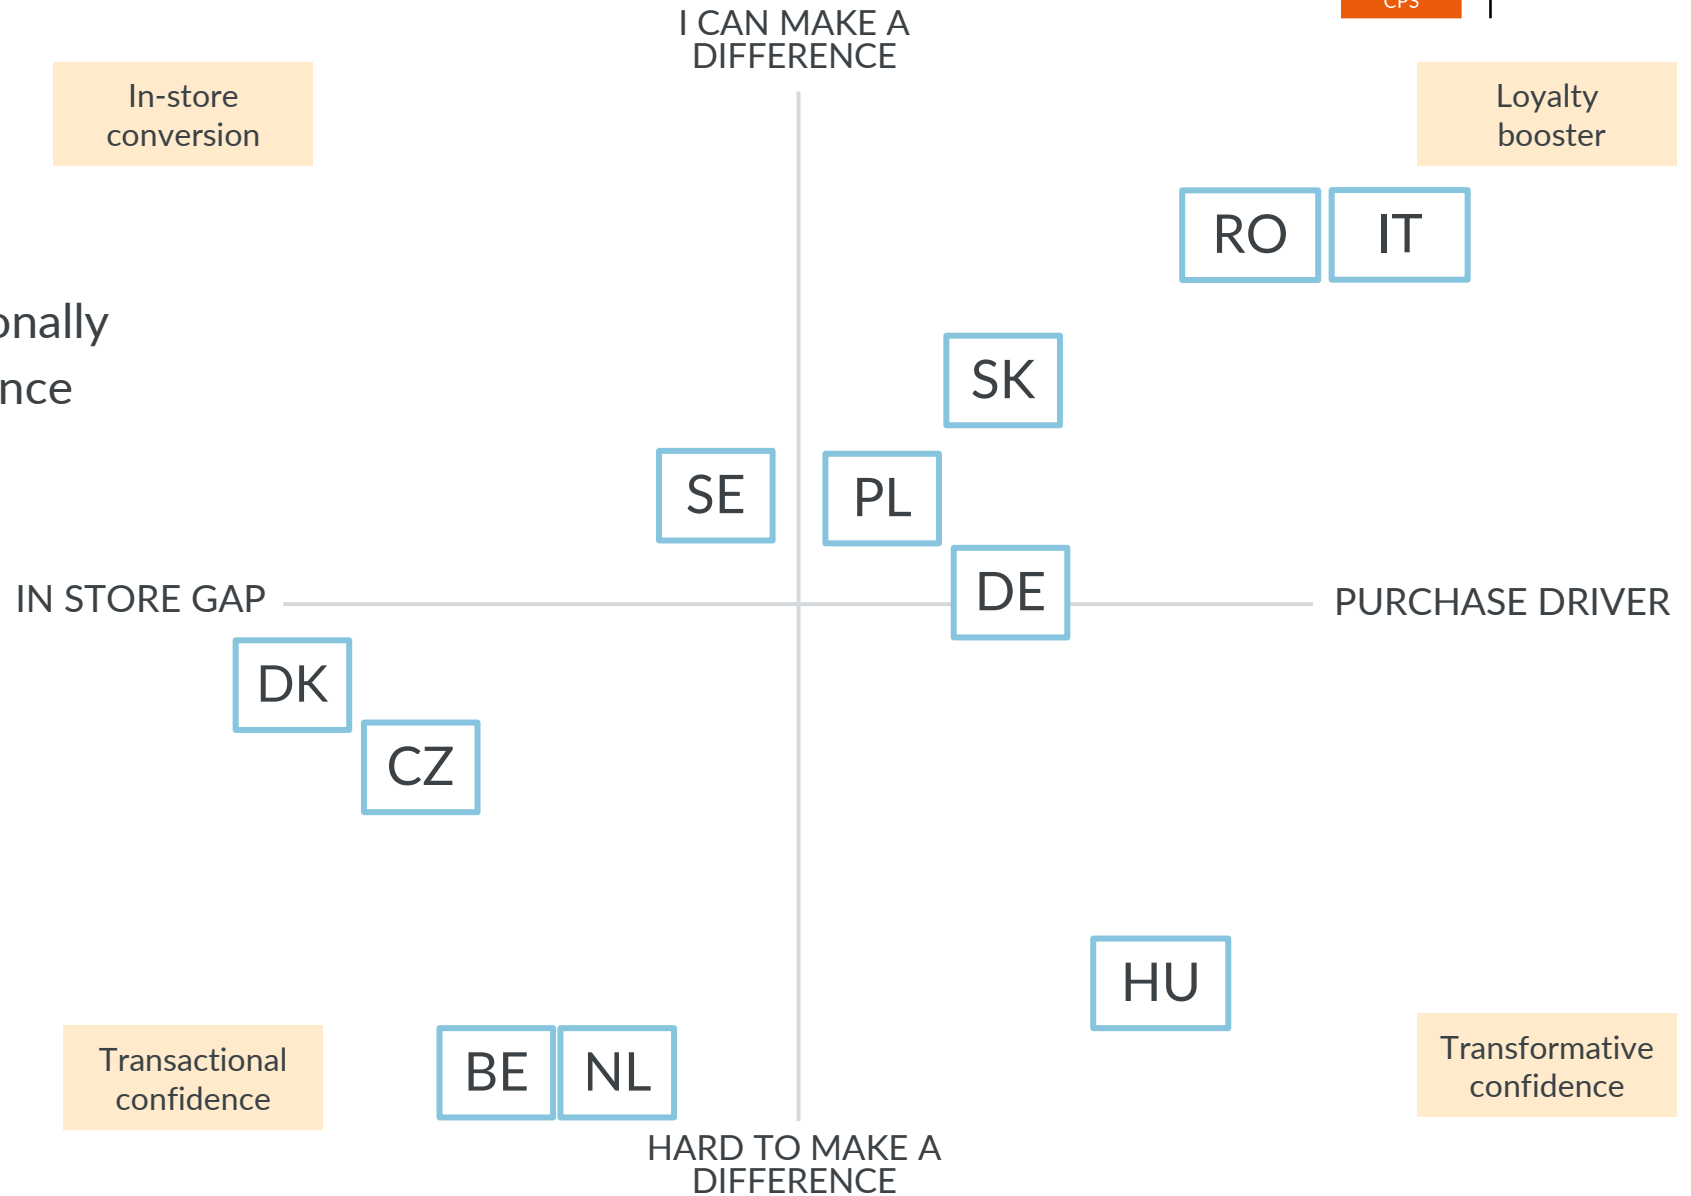 I CAN MAKE A
DIFFERENCE
CPS
In-store
conversion
Loyalty
booster
RO
IT
onally
nce
SK
SE
PL
IN STORE GAP
DE
PURCHASE DRIVER
DK
CZ
HU
Transactional
confidence
BE
NL
Transformative
confidence
HARD TO MAKE A
DIFFERENCE